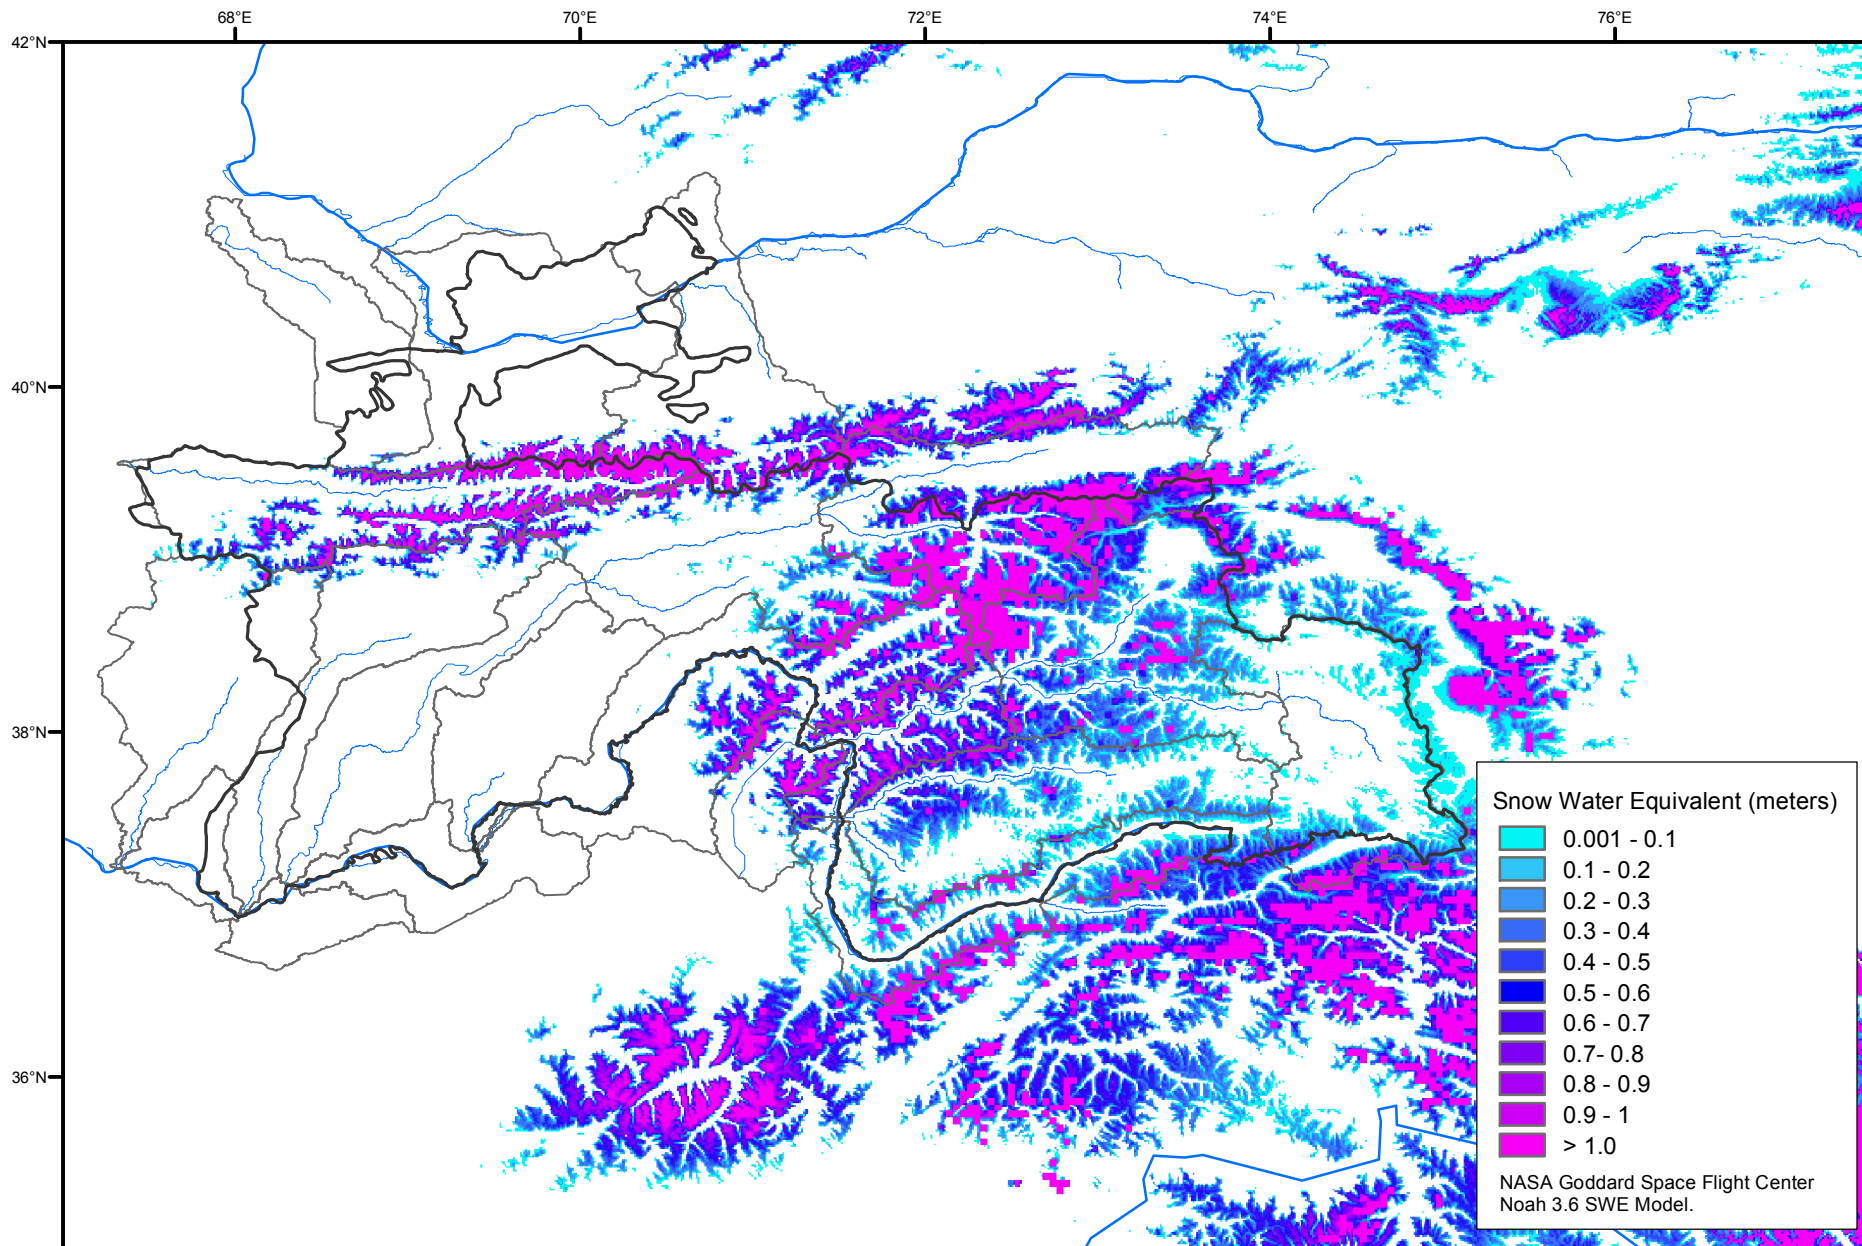 68°E 70°E 72°E 74°E 76°E
42°N
40°N
38°N
36°N
Snow Water Equivalent (meters)
0.001 - 0.1
0.1 - 0.2
0.2 - 0.3
0.3 - 0.4
0.4 - 0.5
0.5 - 0.6
0.6 - 0.7
0.7- 0.8
0.8 - 0.9
0.9 - 1
> 1.0
NASA Goddard Space Flight Center
Noah 3.6 SWE Model.